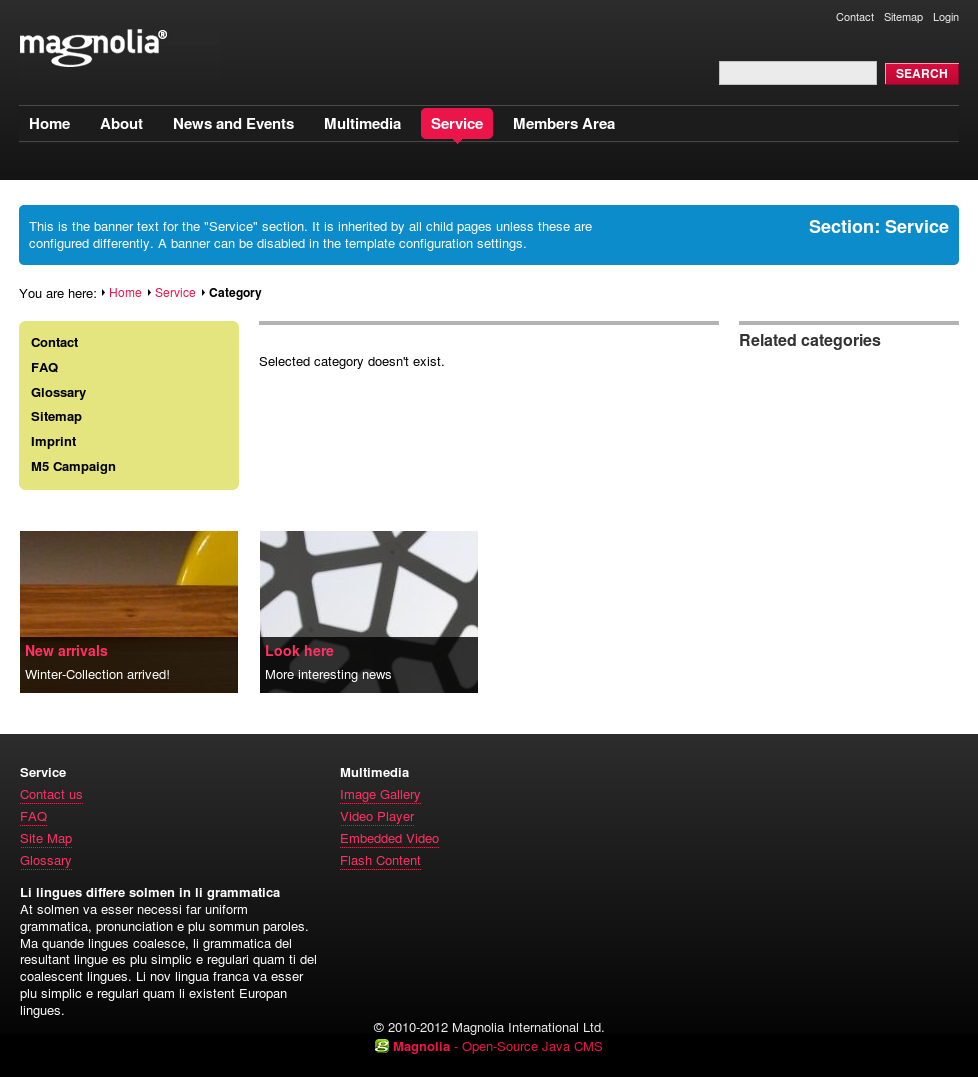 Contact Sitemap Login
magnolia®
SEARCH
Home About News and Events Multimedia Service Members Area
This is the banner text for the "Service" section. It is inherited by all child pages unless these are
configured differently. A banner can be disabled in the template configuration settings.
Section: Service
You are here: Home Service Category
Contact
FAQ
Glossary
Sitemap
Imprint
M5 Campaign
Selected category doesn't exist.
Related categories
New arrivals
Winter-Collection arrived!
Look here
More interesting news
Service
Contact us
FAQ
Site Map
Glossary
Multimedia
Image Gallery
Video Player
Embedded Video
Flash Content
Li lingues differe solmen in li grammatica
At solmen va esser necessi far uniform
grammatica, pronunciation e plu sommun paroles.
Ma quande lingues coalesce, li grammatica del
resultant lingue es plu simplic e regulari quam ti del
coalescent lingues. Li nov lingua franca va esser
plu simplic e regulari quam li existent Europan
lingues.
© 2010-2012 Magnolia International Ltd.
Magnolia - Open-Source Java CMS